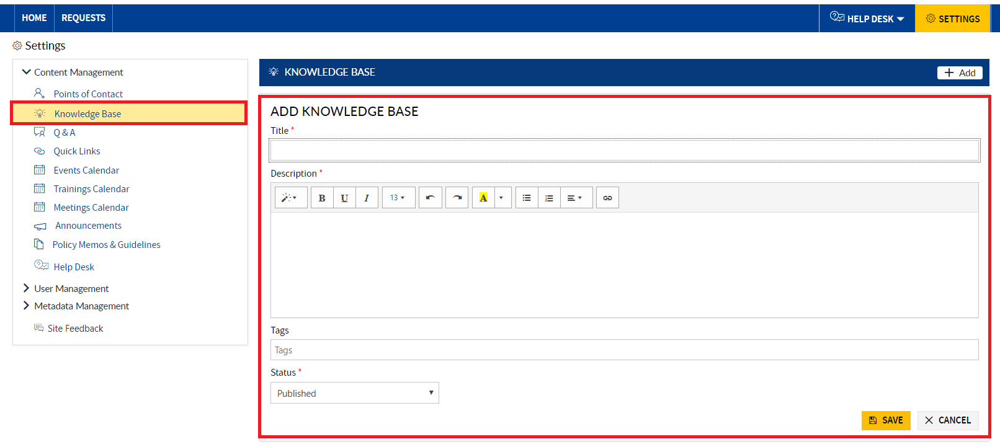 HOME REQUESTS HELP DESK SETTINGS
Settings
Content Management
Points of Contact
Knowledge Base
Q & A
Quick Links
Events Calendar
Trainings Calendar
Meetings Calendar
Announcements
Policy Memos & Guidelines
Help Desk
User Management
Metadata Management
Site Feedback
KNOWLEDGE BASE Add
ADD KNOWLEDGE BASE
Title *
Description *
B U I 13 A
Tags
Tags
Status *
Published
SAVE CANCEL